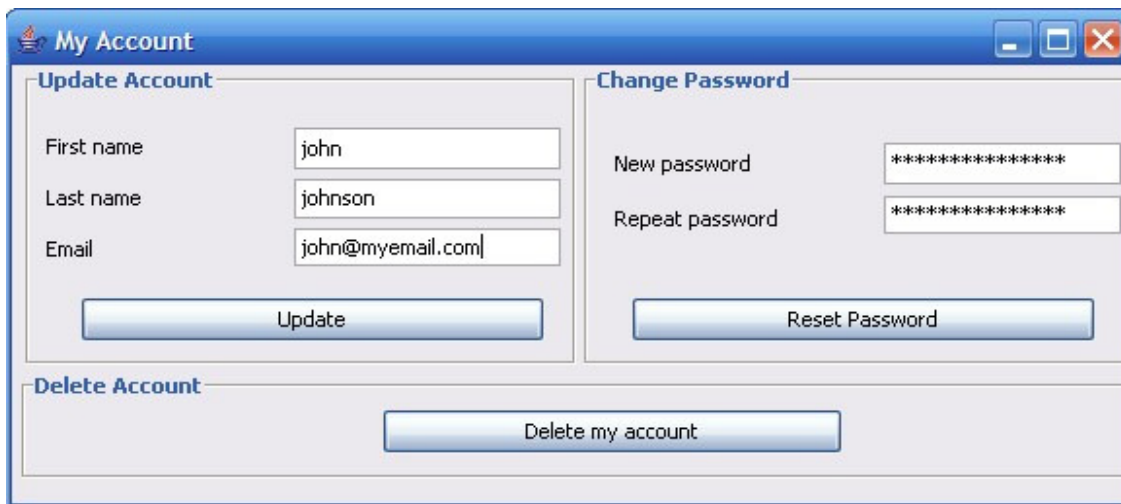 My Account
Update Account
First name john
Last name johnson
Email john@myemail.com
Update
Change Password
New password ***************
Repeat password ***************
Reset Password
Delete Account
Delete my account